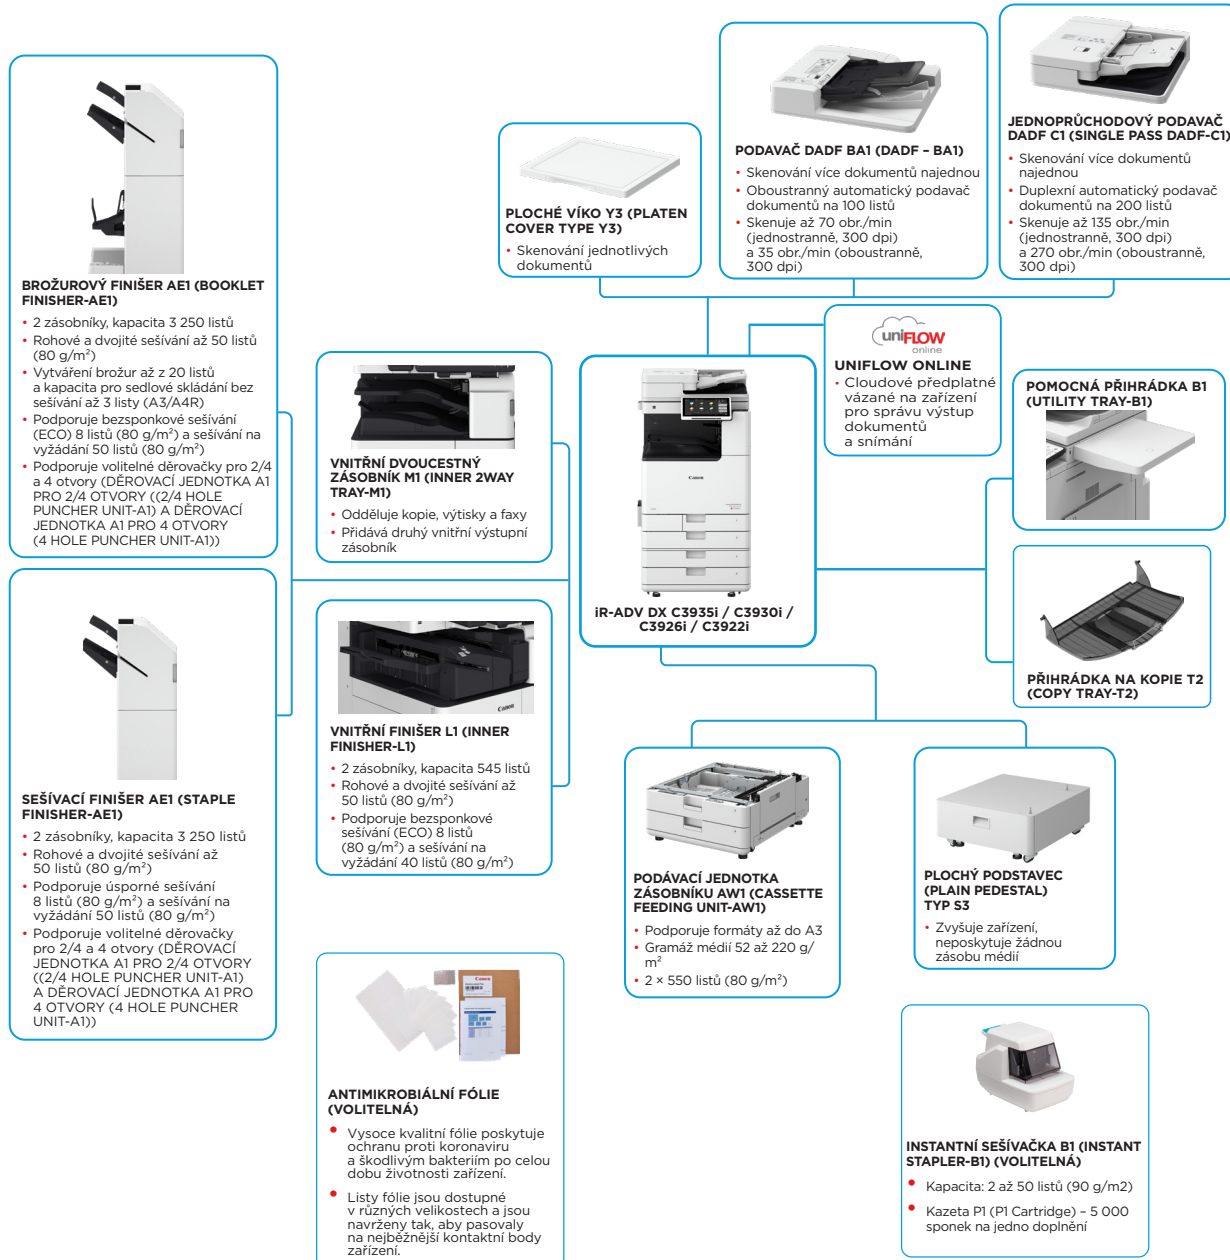 BROŽUROVÝ FINIŠER AE1 (BOOKLET
FINISHER-AE1)
• 2 zásobníky, kapacita 3 250 listů
• Rohové a dvojité sešívání až 50 listů
(80 g/m²)
• Vytváření brožur až z 20 listů
a kapacita pro sedlové skládání bez
sešívání až 3 listy (A3/A4R)
• Podporuje bezsponkové sešívání
(ECO) 8 listů (80 g/m²) a sešívání na
vyžádání 50 listů (80 g/m²)
• Podporuje volitelné děrovačky pro 2/4
a 4 otvory (DĚROVACÍ JEDNOTKA A1
PRO 2/4 OTVORY ((2/4 HOLE
PUNCHER UNIT-A1) A DĚROVACÍ
JEDNOTKA A1 PRO 4 OTVORY
(4 HOLE PUNCHER UNIT-A1))
SEŠÍVACÍ FINIŠER AE1 (STAPLE
FINISHER-AE1)
• 2 zásobníky, kapacita 3 250 listů
• Rohové a dvojité sešívání až
50 listů (80 g/m²)
• Podporuje úsporné sešívání
8 listů (80 g/m²) a sešívání na
vyžádání 50 listů (80 g/m²)
• Podporuje volitelné děrovačky
pro 2/4 a 4 otvory (DĚROVACÍ
JEDNOTKA A1 PRO 2/4 OTVORY
((2/4 HOLE PUNCHER UNIT-A1)
A DĚROVACÍ JEDNOTKA A1 PRO
4 OTVORY (4 HOLE PUNCHER
UNIT-A1))
VNITŘNÍ DVOUCESTNÝ
ZÁSOBNÍK M1 (INNER 2WAY
TRAY-M1)
• Odděluje kopie, výtisky a faxy
• Přidává druhý vnitřní výstupní
zásobník
Canon
VNITŘNÍ FINIŠER L1 (INNER
FINISHER-L1)
• 2 zásobníky, kapacita 545 listů
• Rohové a dvojité sešívání až
50 listů (80 g/m²)
• Podporuje bezsponkové
sešívání (ECO) 8 listů
(80 g/m²) a sešívání na
vyžádání 40 listů (80 g/m²)
Canon
ANTIMIKROBIÁLNÍ FÓLIE
(VOLITELNÁ)
• Vysoce kvalitní fólie poskytuje
ochranu proti koronaviru
a škodlivým bakteriím po celou
dobu životnosti zařízení.
• Listy fólie jsou dostupné
v různých velikostech a jsou
navrženy tak, aby pasovaly
na nejběžnější kontaktní body
zařízení.
PLOCHÉ VÍKO Y3 (PLATEN
COVER TYPE Y3)
• Skenování jednotlivých
dokumentů
PODAVAČ DADF BA1 (DADF – BA1)
• Skenování více dokumentů najednou
• Oboustranný automatický podavač
dokumentů na 100 listů
• Skenuje až 70 obr./min
(jednostranně, 300 dpi)
a 35 obr./min (oboustranně,
300 dpi)
JEDNOPRŮCHODOVÝ PODAVAČ
DADF C1 (SINGLE PASS DADF-C1)
• Skenování více dokumentů
najednou
• Duplexní automatický podavač
dokumentů na 200 listů
• Skenuje až 135 obr./min
(jednostranně, 300 dpi)
a 270 obr./min (oboustranně,
300 dpi)
uniFLOW
online
UNIFLOW ONLINE
• Cloudové předplatné
vázané na zařízení
pro správu výstup
dokumentů
a snímání
Canon
iR-ADV DX C3935i / C3930i /
C3926i / C3922i
POMOCNÁ PŘIHRÁDKA B1
(UTILITY TRAY-B1)
PŘIHRÁDKA NA KOPIE T2
(COPY TRAY-T2)
PODÁVACÍ JEDNOTKA
ZÁSOBNÍKU AW1 (CASSETTE
FEEDING UNIT-AW1)
• Podporuje formáty až do A3
• Gramáž médií 52 až 220 g/
m²
• 2 × 550 listů (80 g/m²)
PLOCHÝ PODSTAVEC
(PLAIN PEDESTAL)
TYP S3
• Zvyšuje zařízení,
neposkytuje žádnou
zásobu médií
INSTANTNÍ SEŠÍVAČKA B1 (INSTANT
STAPLER-B1) (VOLITELNÁ)
• Kapacita: 2 až 50 listů (90 g/m2)
• Kazeta P1 (P1 Cartridge) – 5 000
sponek na jedno doplnění